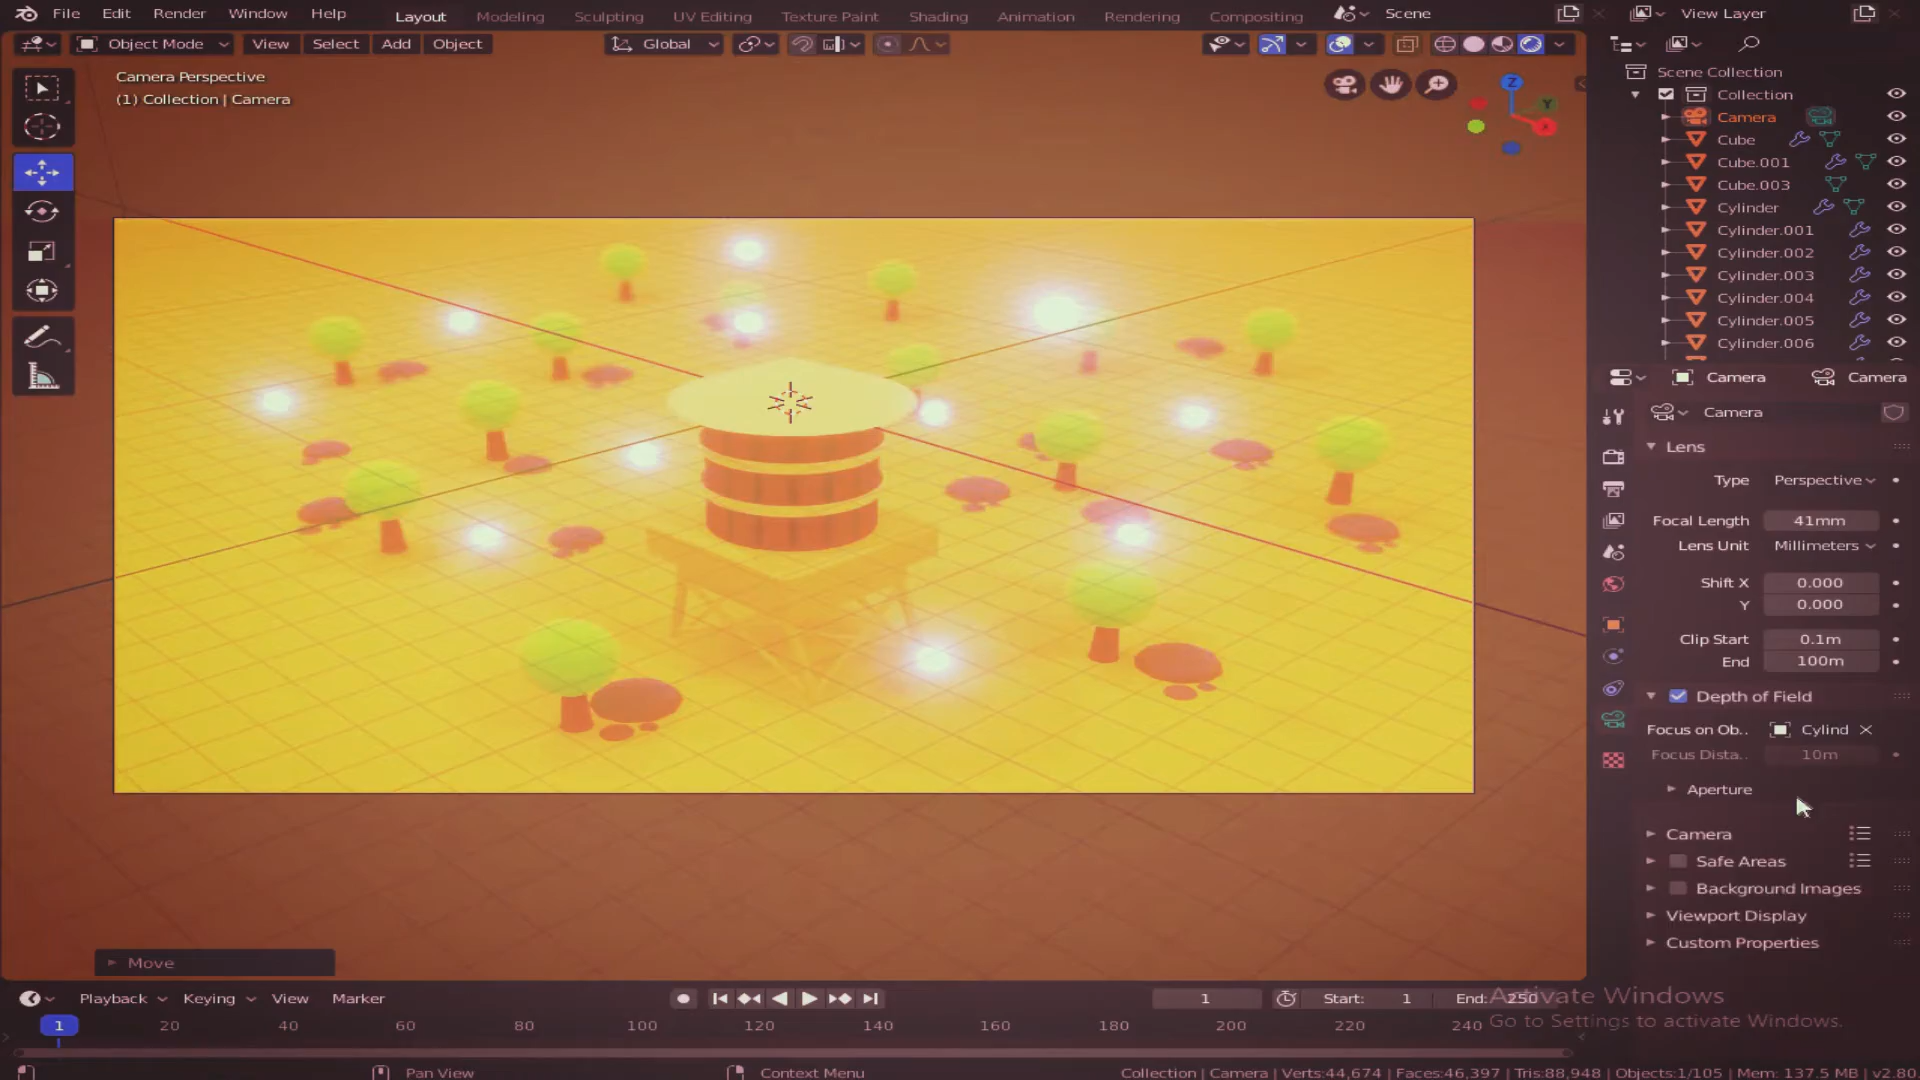 File Edit Render Window Help Layout Modeling Sculpting UV Editing Texture Paint Shading Animation Rendering Compositing Scene View Layer
Object Mode View Select Add Object Global
Camera Perspective
(1) Collection | Camera
Z
Y
X
Scene Collection
Collection
Camera
Cube
Cube.001
Cube.003
Cylinder
Cylinder.001
Cylinder.002
Cylinder.003
Cylinder.004
Cylinder.005
Cylinder.006
Camera Camera
Camera
Lens
Type Perspective
Focal Length 41mm
Lens Unit Millimeters
Shift X 0.000
Y 0.000
Clip Start 0.1m
End 100m
Depth of Field
Focus on Ob.. Cylind
Focus Dista.. 10m
Aperture
Camera
Safe Areas
Background Images
Viewport Display
Custom Properties
Move
Playback Keying View Marker 1 Start: 1 End: 250
Activate Windows
Go to Settings to activate Windows.
1 20 40 60 80 100 120 140 160 180 200 220 240
Pan View Context Menu Collection | Camera | Verts:44,674 | Faces:46,397 | Tris:88,948 | Objects:1/105 | Mem: 137.5 MB | v2.80